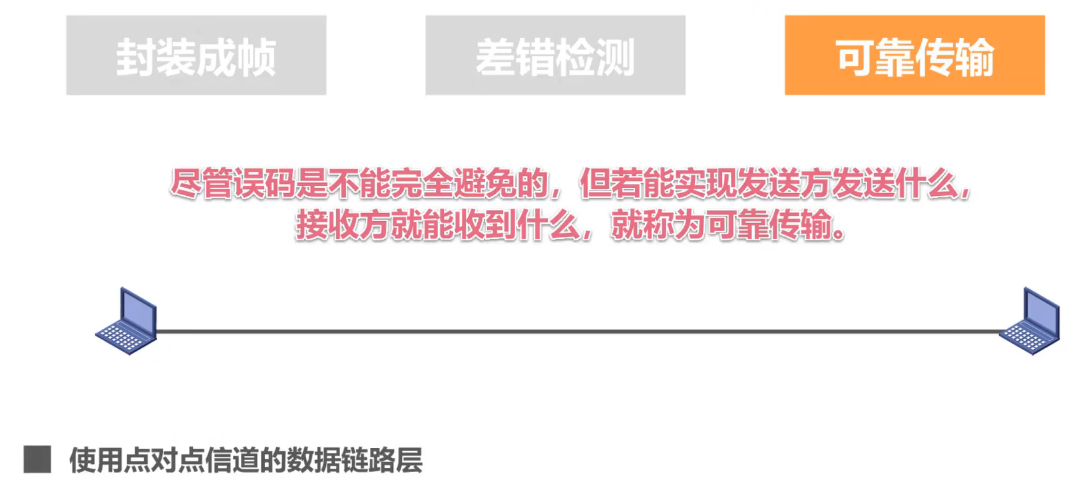 封装成帧
差错检测
可靠传输
尽管误码是不能完全避免的，但若能实现发送方发送什么，
接收方就能收到什么，就称为可靠传输。
使用点对点信道的数据链路层